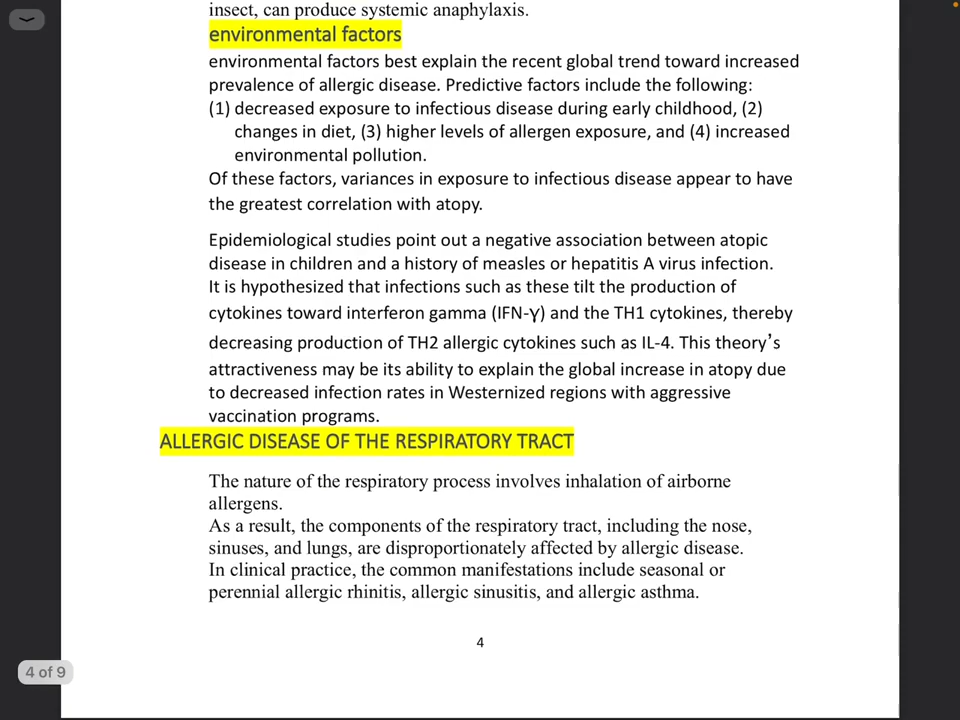 insect, can produce systemic anaphylaxis.
environmental factors
environmental factors best explain the recent global trend toward increased
prevalence of allergic disease. Predictive factors include the following:
(1) decreased exposure to infectious disease during early childhood, (2)
changes in diet, (3) higher levels of allergen exposure, and (4) increased
environmental pollution.
Of these factors, variances in exposure to infectious disease appear to have
the greatest correlation with atopy.
Epidemiological studies point out a negative association between atopic
disease in children and a history of measles or hepatitis A virus infection.
It is hypothesized that infections such as these tilt the production of
cytokines toward interferon gamma (IFN-γ) and the TH1 cytokines, thereby
decreasing production of TH2 allergic cytokines such as IL-4. This theory’s
attractiveness may be its ability to explain the global increase in atopy due
to decreased infection rates in Westernized regions with aggressive
vaccination programs.
ALLERGIC DISEASE OF THE RESPIRATORY TRACT
The nature of the respiratory process involves inhalation of airborne
allergens.
As a result, the components of the respiratory tract, including the nose,
sinuses, and lungs, are disproportionately affected by allergic disease.
In clinical practice, the common manifestations include seasonal or
perennial allergic rhinitis, allergic sinusitis, and allergic asthma.
4
4 of 9